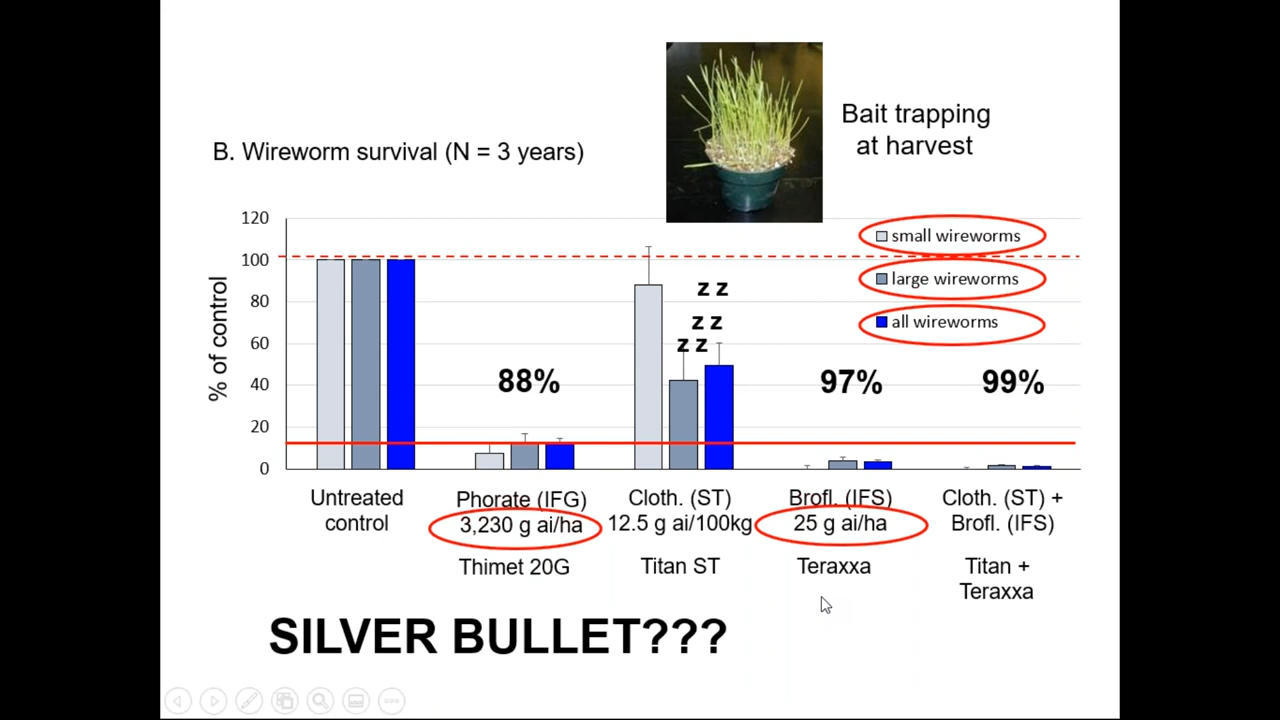 Bait trapping
at harvest
B. Wireworm survival (N = 3 years)
% of control
120
100
80
60
40
20
0
small wireworms
large wireworms
all wireworms
z z
z z
z z
88%
97%
99%
Untreated
control
Phorate (IFG)
3,230 g ai/ha
Thimet 20G
Cloth. (ST)
12.5 g ai/100kg
Titan ST
Brofl. (IFS)
25 g ai/ha
Teraxxa
Cloth. (ST) +
Brofl. (IFS)
Titan +
Teraxxa
SILVER BULLET???